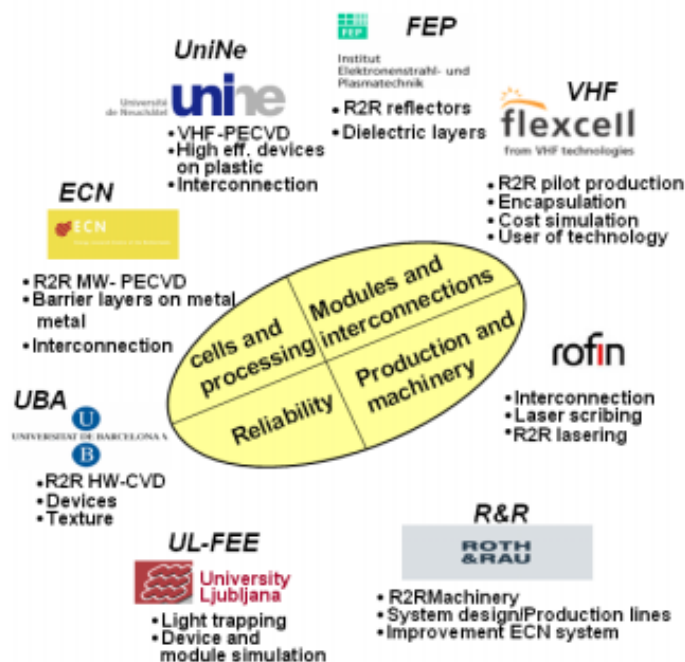 UniNe
Université
de Neuchâtel
unine
• VHF-PECVD
• High eff. devices
on plastic
• Interconnection
FEP
FEP
Institut
Elektronenstrahl- und
Plasmatechnik
• R2R reflectors
• Dielectric layers
VHF
flexcell
from VHF technologies
• R2R pilot production
• Encapsulation
• Cost simulation
• User of technology
ECN
ECN
• R2R MW- PECVD
• Barrier layers on metal
metal
• Interconnection
cells and
processing
Modules and
interconnections
Reliability
Production and
machinery
rofin
• Interconnection
• Laser scribing
• R2R lasering
UBA
U
UNIVERSITAT DE BARCELONA
B
• R2R HW-CVD
• Devices
• Texture
UL-FEE
University
Ljubljana
• Light trapping
• Device and
module simulation
R&R
ROTH
&RAU
• R2RMachinery
• System design/Production lines
• Improvement ECN system